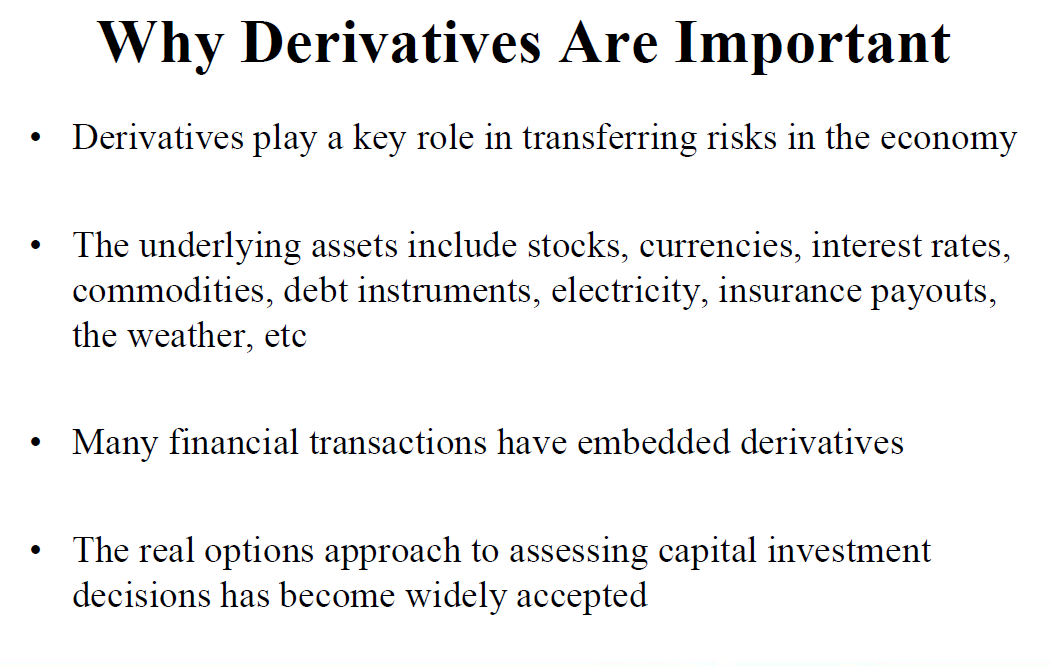 Why Derivatives Are Important
• Derivatives play a key role in transferring risks in the economy
• The underlying assets include stocks, currencies, interest rates,
commodities, debt instruments, electricity, insurance payouts,
the weather, etc
• Many financial transactions have embedded derivatives
• The real options approach to assessing capital investment
decisions has become widely accepted